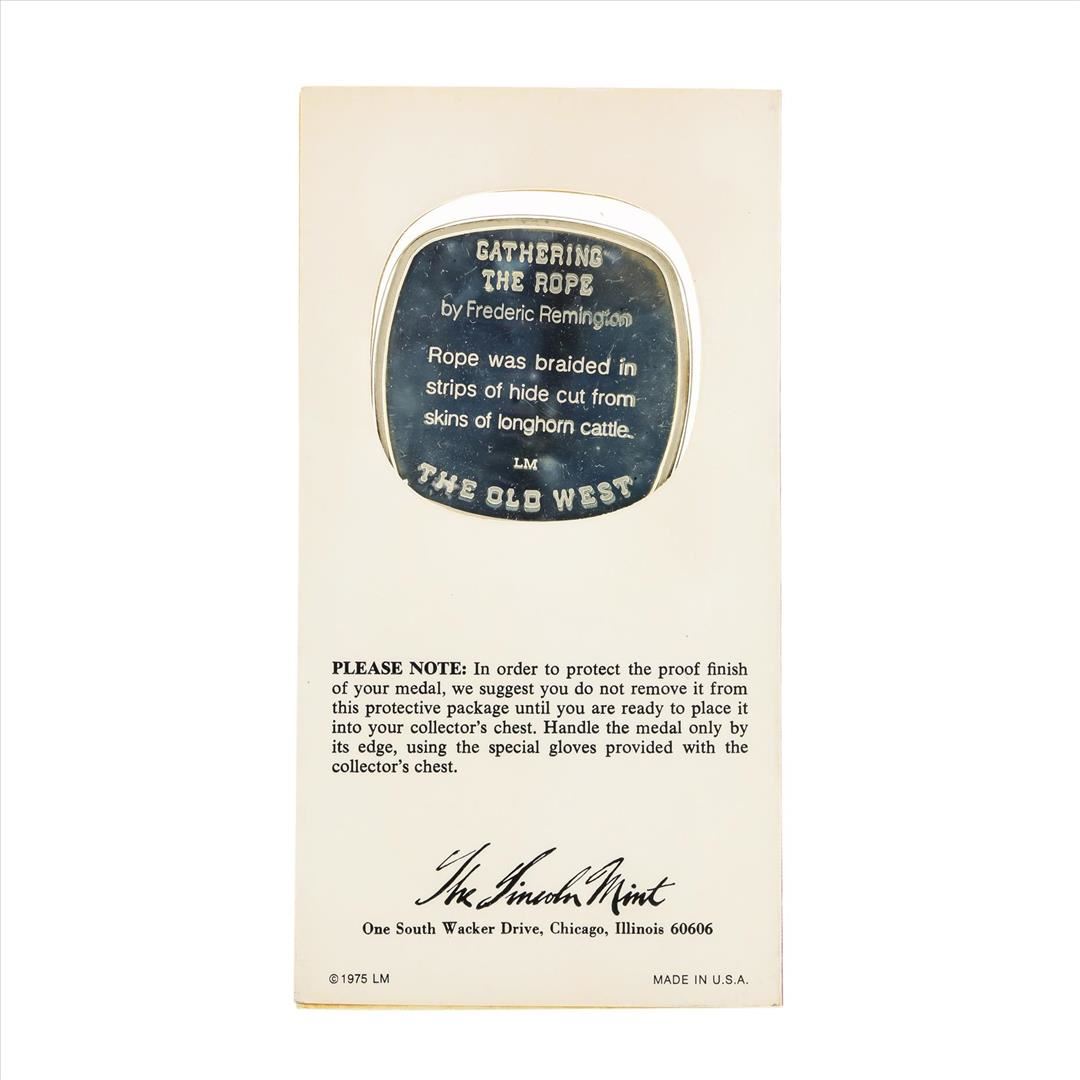 GATHERING
THE ROPE
by Frederic Remington
Rope was braided in
strips of hide cut from
skins of longhorn cattle.
LM
THE OLD WEST
PLEASE NOTE: In order to protect the proof finish
of your medal, we suggest you do not remove it from
this protective package until you are ready to place it
into your collector's chest. Handle the medal only by
its edge, using the special gloves provided with the
collector's chest.
The Lincoln Mint
One South Wacker Drive, Chicago, Illinois 60606
©1975 LM
MADE IN U.S.A.